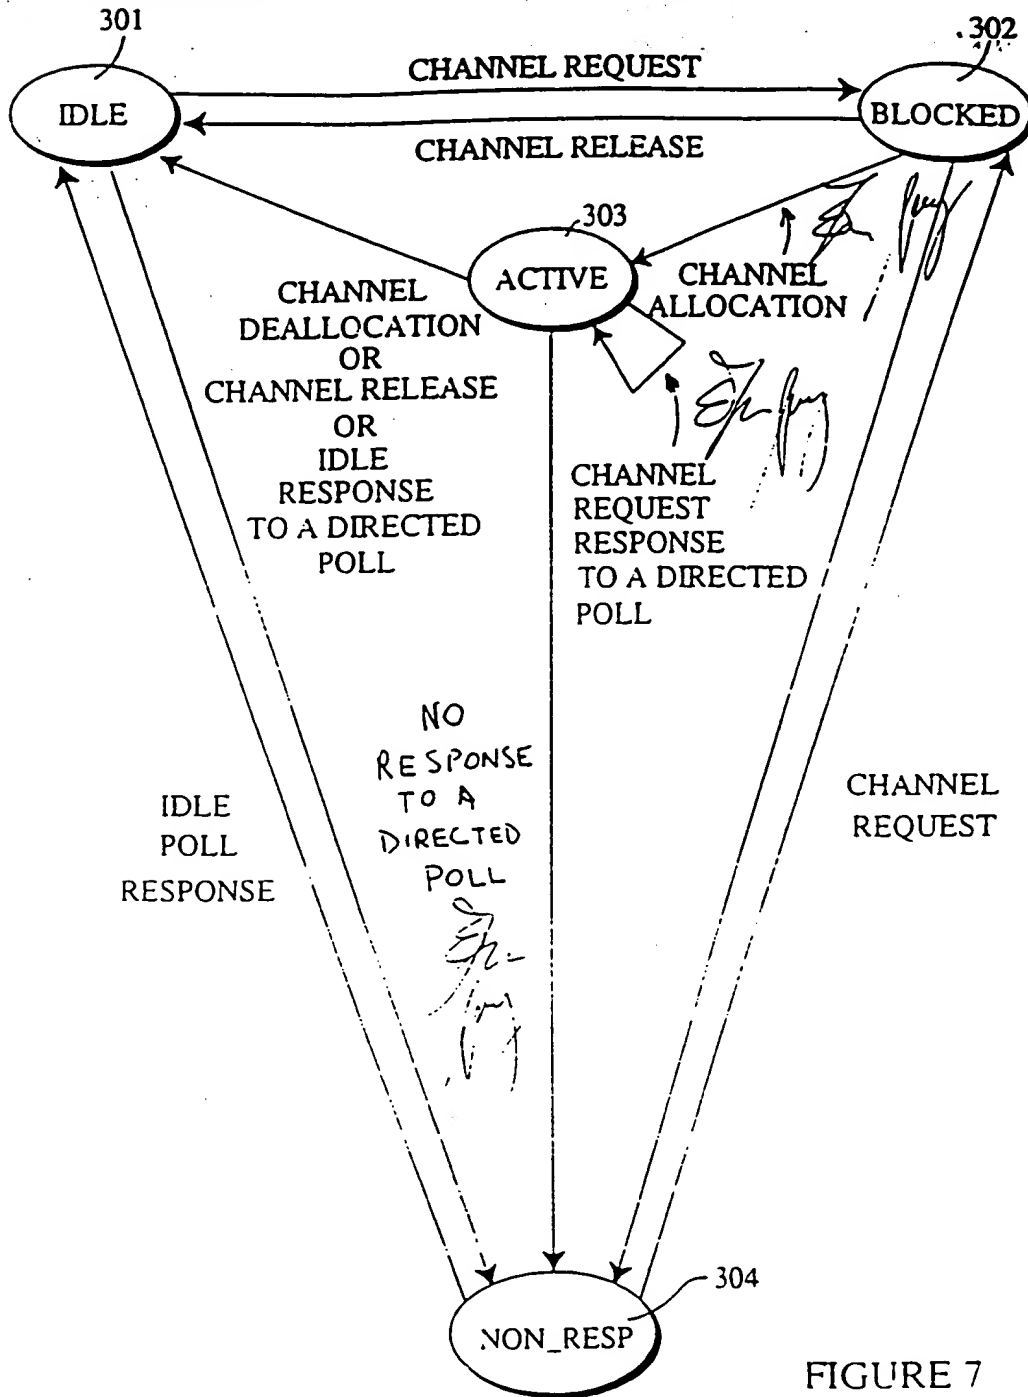 301
.302
CHANNEL REQUEST
IDLE
BLOCKED
CHANNEL RELEASE
303
ACTIVE
CHANNEL
ALLOCATION
CHANNEL
DEALLOCATION
OR
CHANNEL RELEASE
OR
IDLE
RESPONSE
TO A DIRECTED
POLL
CHANNEL
REQUEST
RESPONSE
TO A DIRECTED
POLL
NO
RESPONSE
TO A
DIRECTED
POLL
IDLE
POLL
RESPONSE
CHANNEL
REQUEST
304
NON_RESP
FIGURE 7